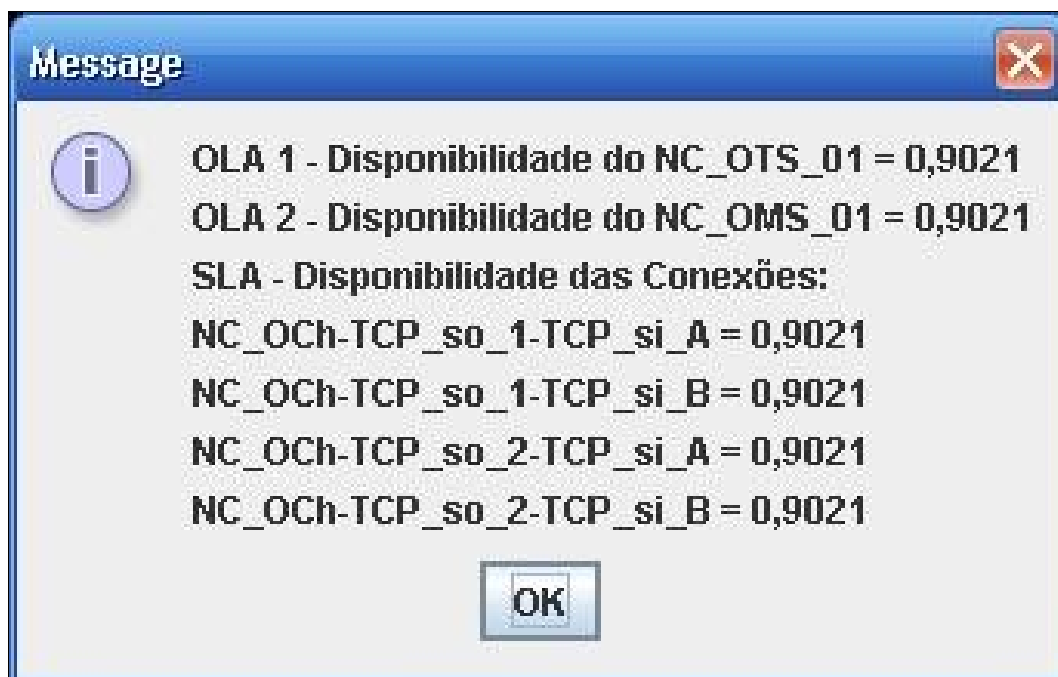 Message
OLA 1 - Disponibilidade do NC_OTS_01 = 0,9021
OLA 2 - Disponibilidade do NC_OMS_01 = 0,9021
SLA - Disponibilidade das Conexões:
NC_OCh-TCP_so_1-TCP_si_A = 0,9021
NC_OCh-TCP_so_1-TCP_si_B = 0,9021
NC_OCh-TCP_so_2-TCP_si_A = 0,9021
NC_OCh-TCP_so_2-TCP_si_B = 0,9021
OK